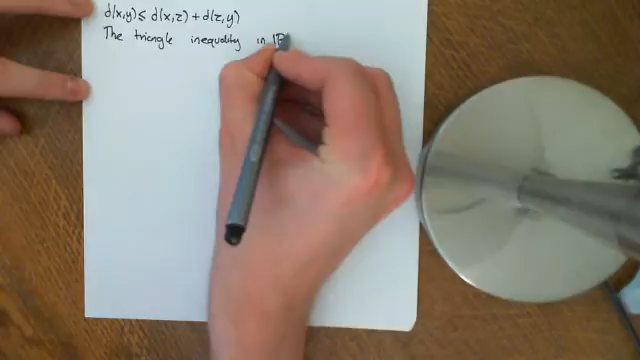 d(x,y) ≤ d(x,z) + d(z,y)
The triangle inequality in